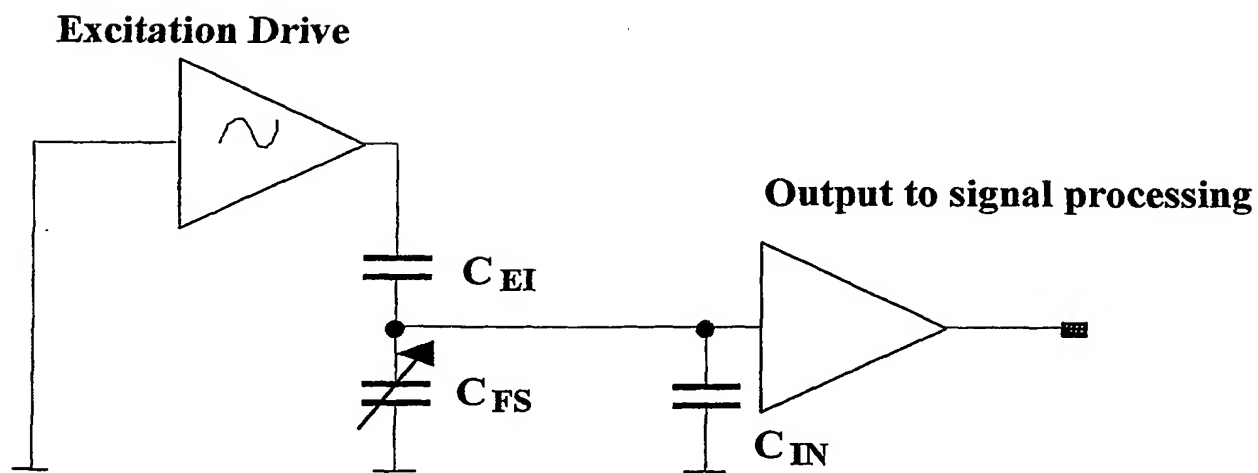 Excitation Drive
Output to signal processing
C EI
C FS
C IN